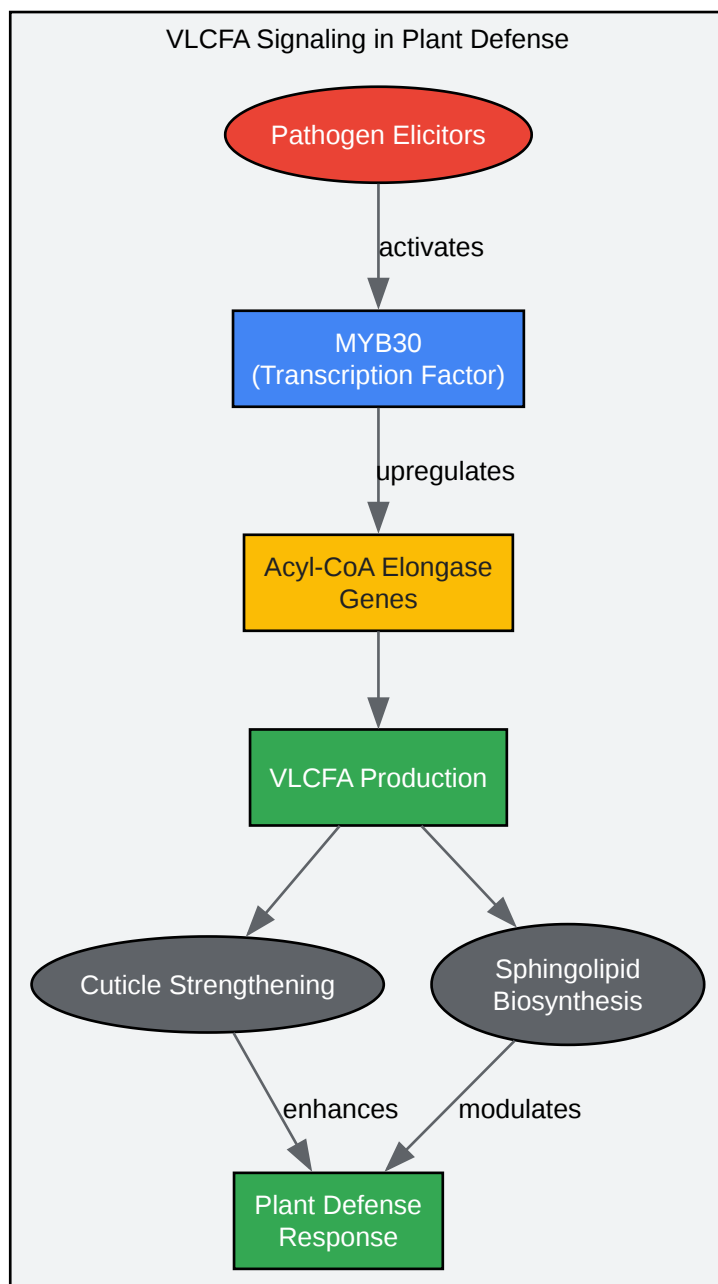 VLCFA Signaling in Plant Defense
Pathogen Elicitors
activates
MYB30
(Transcription Factor)
upregulates
Acyl-CoA Elongase
Genes
VLCFA Production
Cuticle Strengthening
Sphingolipid
Biosynthesis
enhances
modulates
Plant Defense
Response